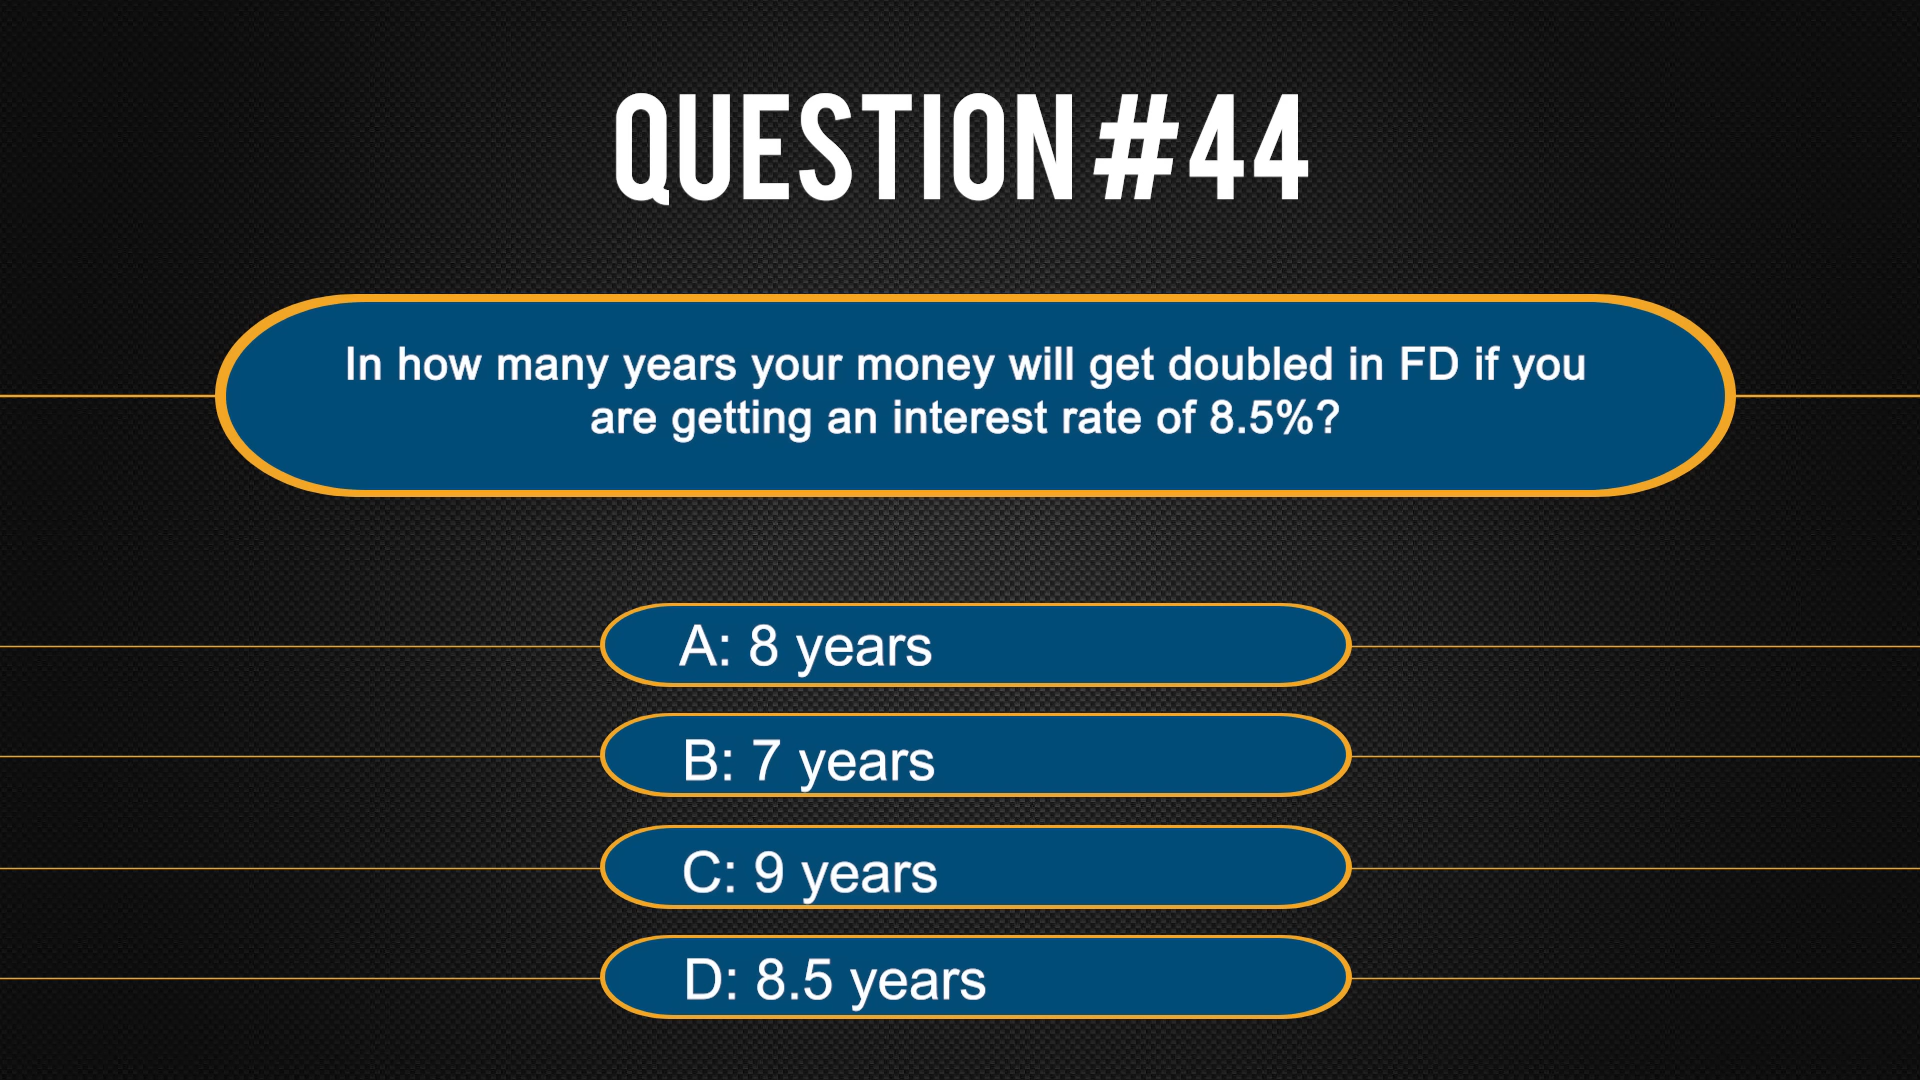 QUESTION #44
In how many years your money will get doubled in FD if you
are getting an interest rate of 8.5%?
A: 8 years
B: 7 years
C: 9 years
D: 8.5 years